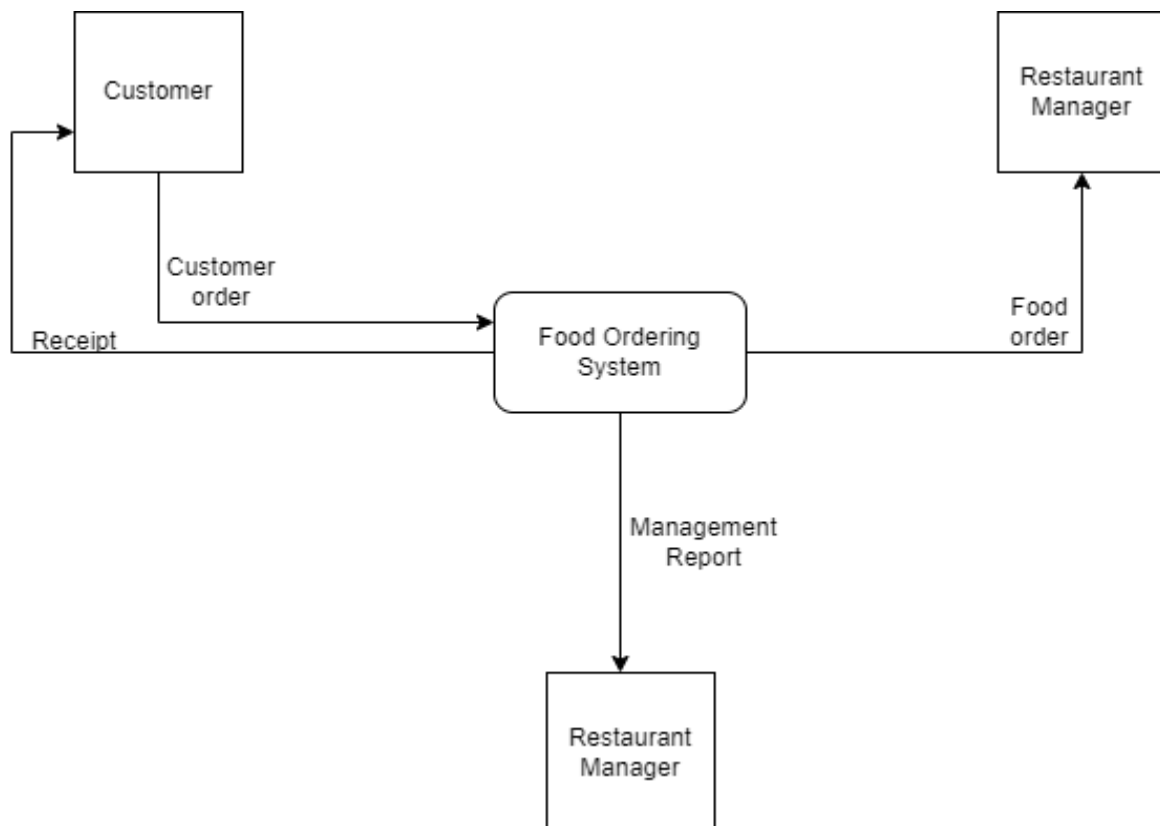 Customer
Restaurant
Manager
Customer
order
Receipt
Food Ordering
System
Food
order
Management
Report
Restaurant
Manager